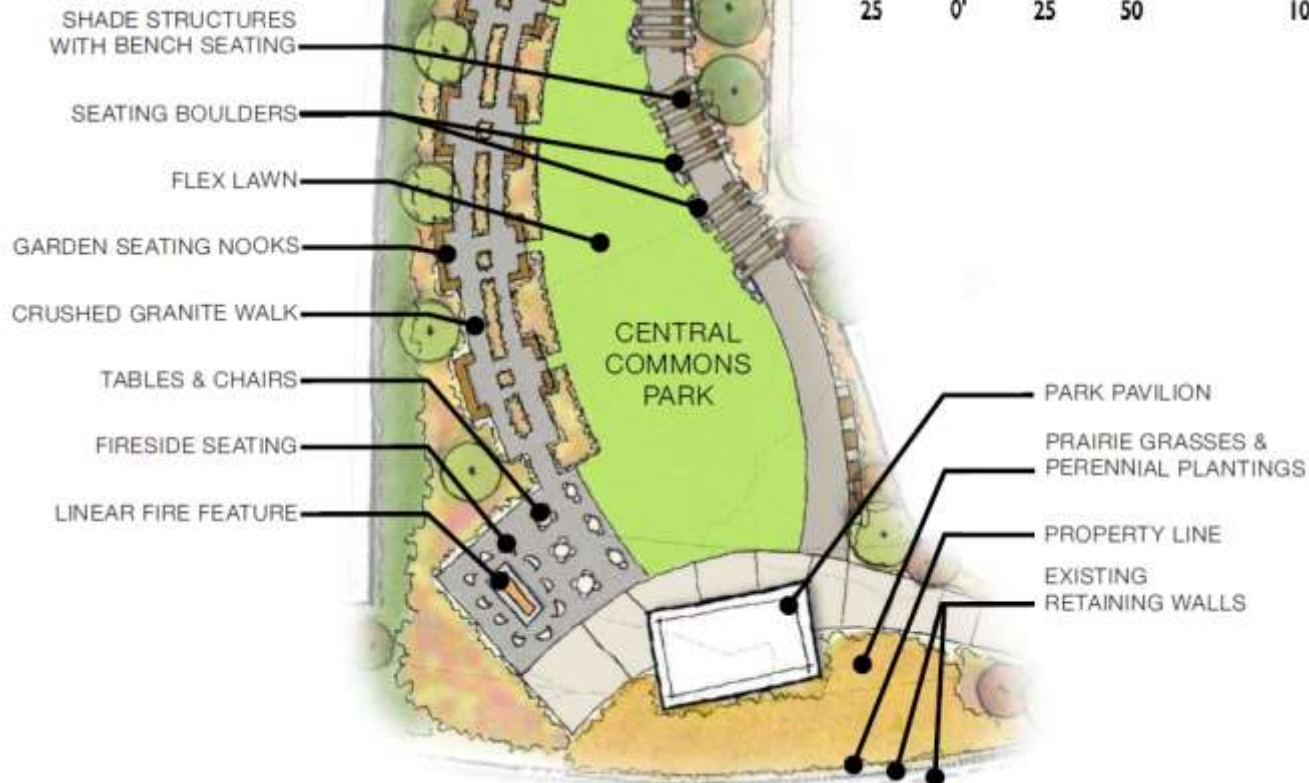 25 0' 25 50 10
SHADE STRUCTURES
WITH BENCH SEATING
SEATING BOULDERS
FLEX LAWN
GARDEN SEATING NOOKS
CRUSHED GRANITE WALK
TABLES & CHAIRS
FIRESIDE SEATING
LINEAR FIRE FEATURE
CENTRAL
COMMONS
PARK
PARK PAVILION
PRAIRIE GRASSES &
PERENNIAL PLANTINGS
PROPERTY LINE
EXISTING
RETAINING WALLS